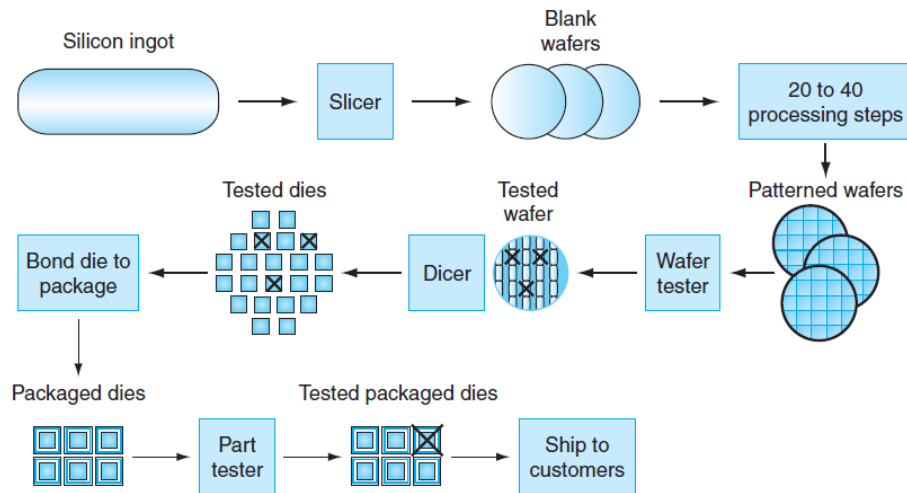 Silicon ingot
Slicer
Blank
wafers
20 to 40
processing steps
Patterned wafers
Wafer
tester
Tested
wafer
Dicer
Tested dies
Bond die to
package
Packaged dies
Part
tester
Tested packaged dies
Ship to
customers